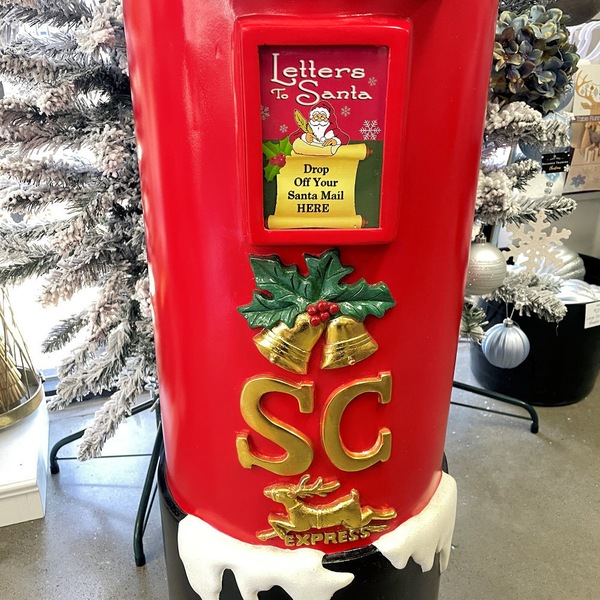 Letters
To Santa
Drop
Off Your
Santa Mail
HERE
SC
EXPRESS